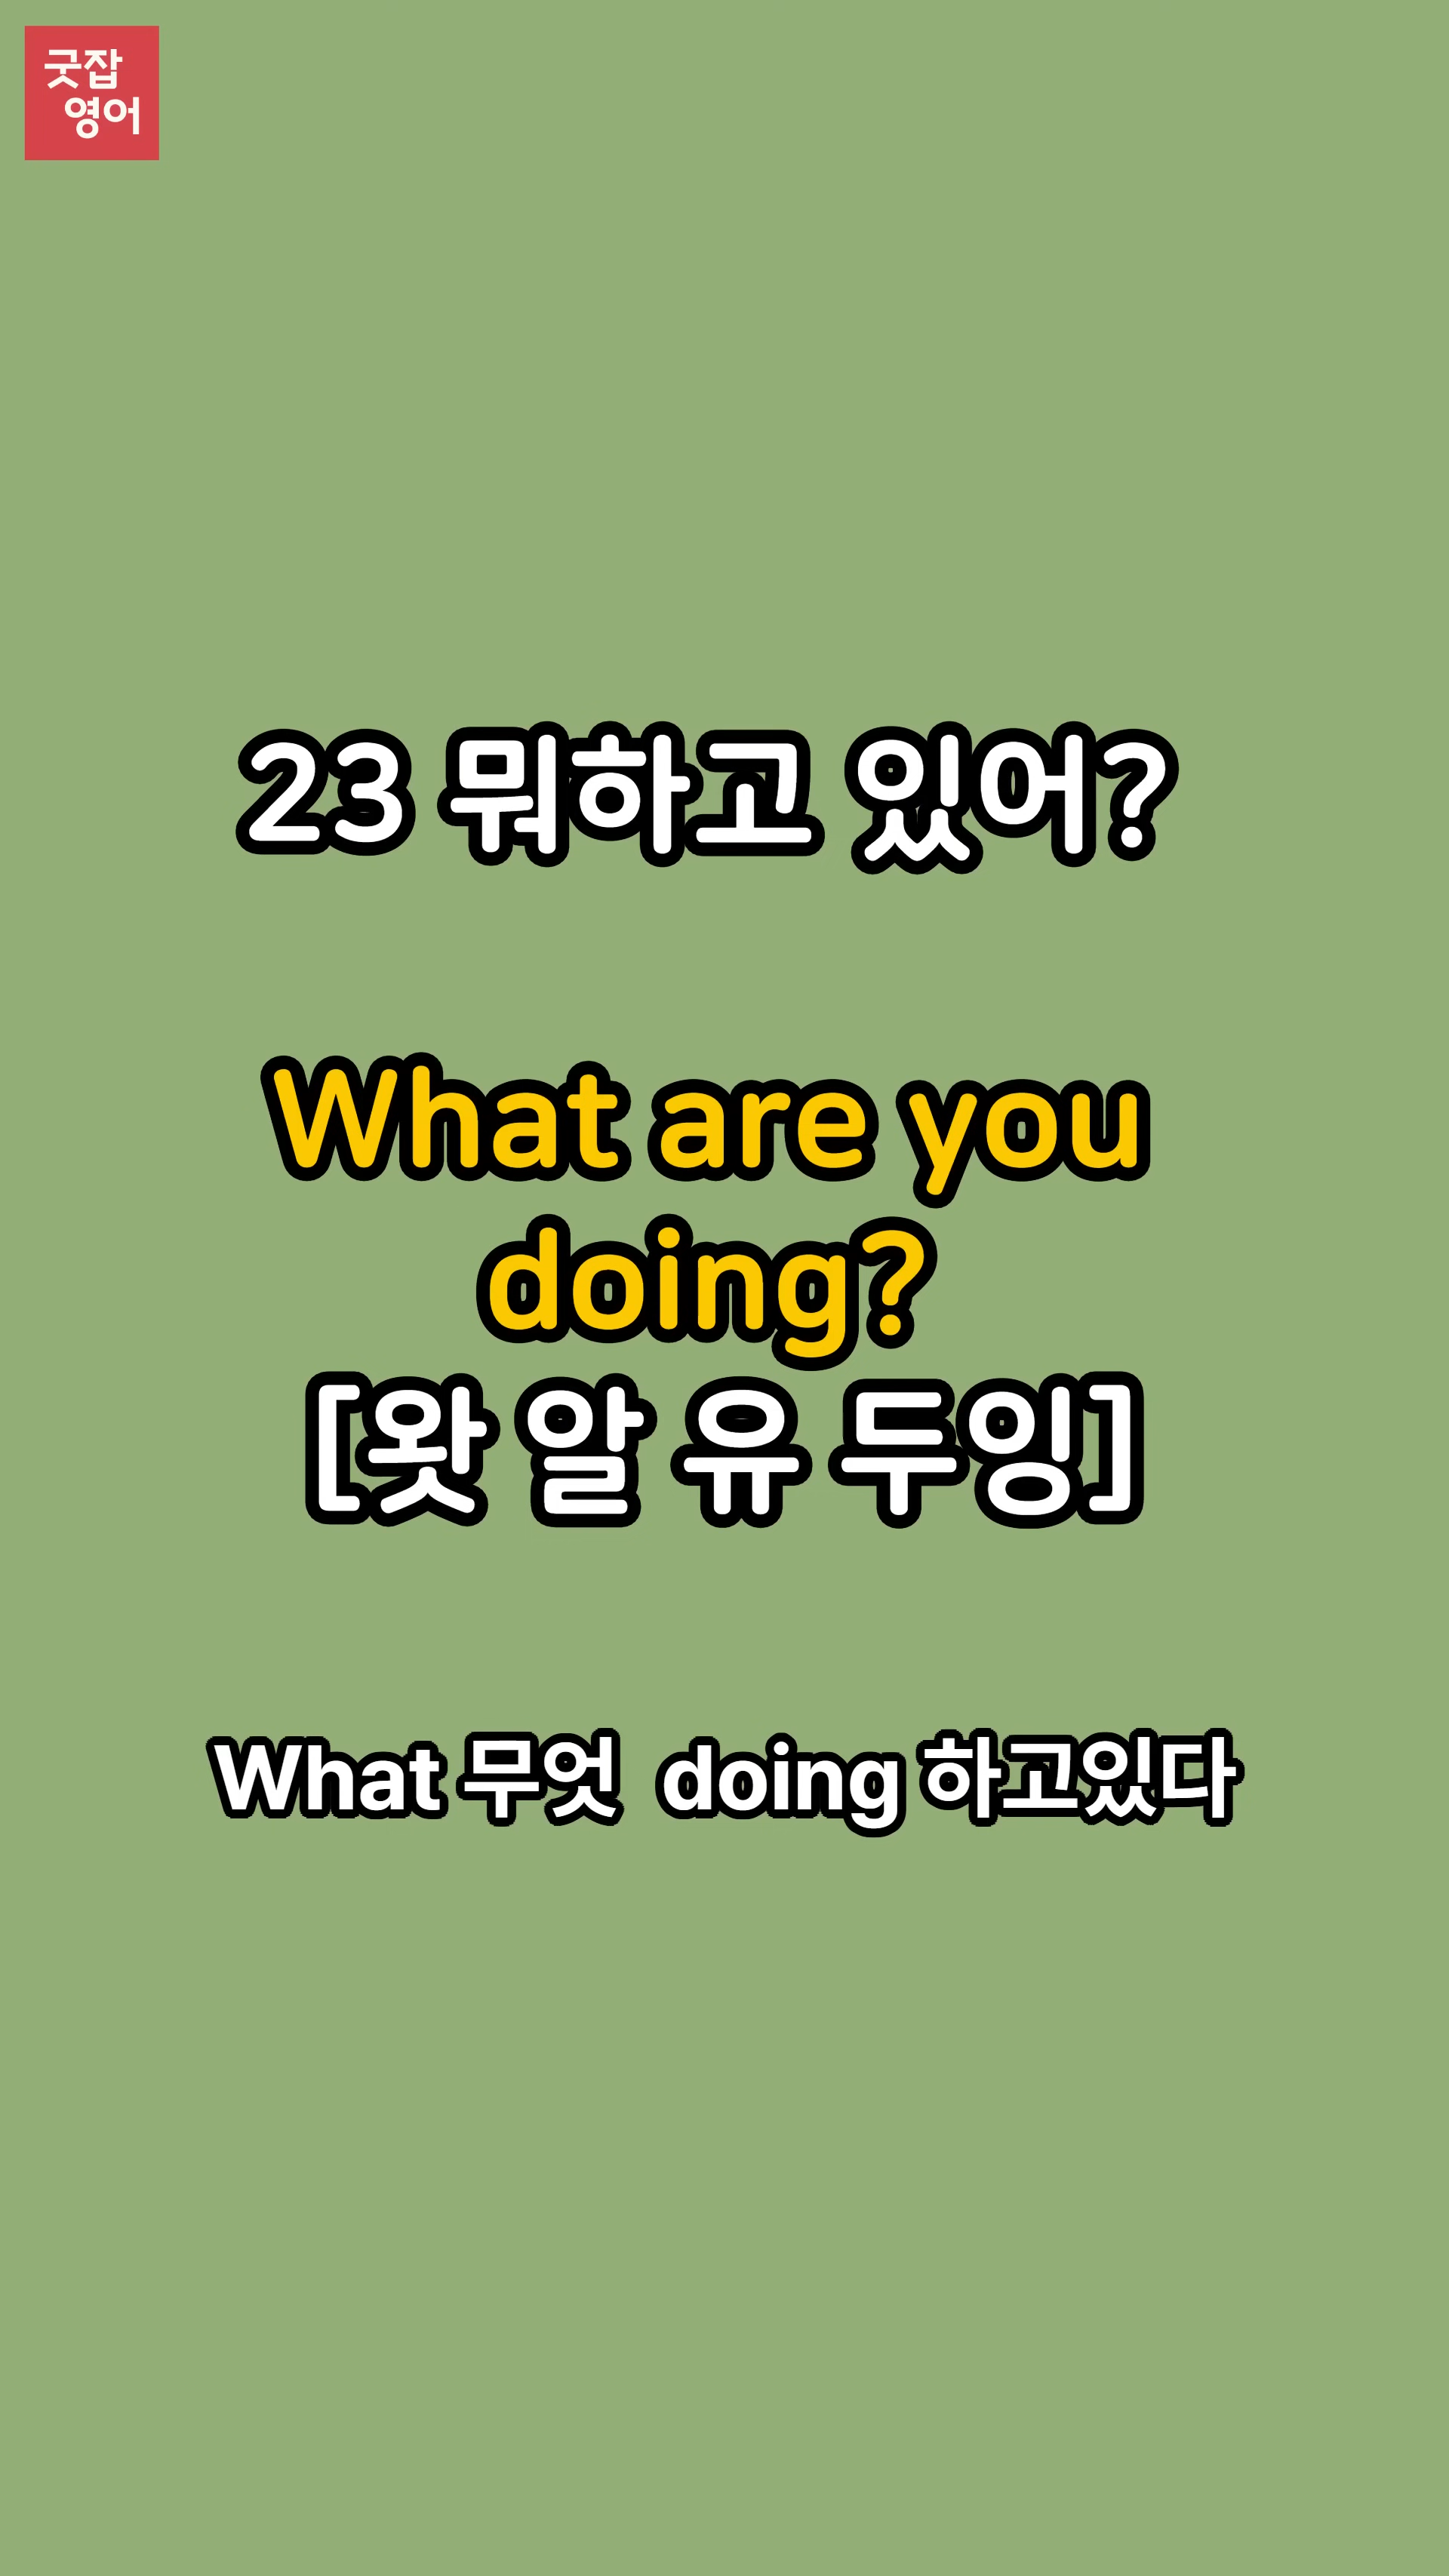 굿잡
영어
23 뭐하고 있어?
What are you
doing?
[왓 알 유 두잉]
What 무엇 doing 하고있다